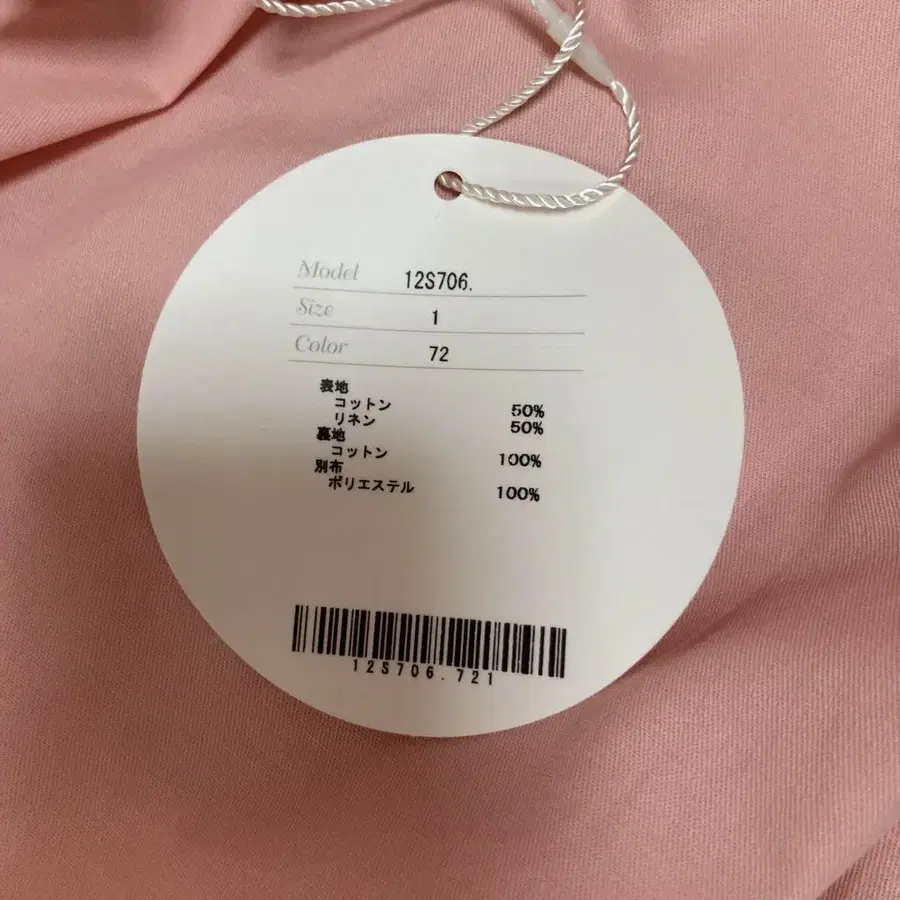 Model 12S706.
Size 1
Color 72
表地
コットン 50%
リネン 50%
裏地
コットン 100%
別布
ポリエステル 100%
12S706.721